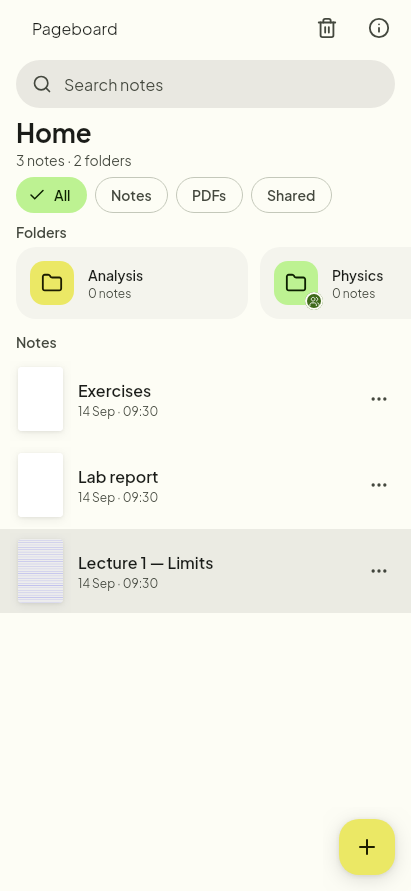 Pageboard
Search notes
Home
3 notes · 2 folders
All
Notes
PDFs
Shared
Folders
Analysis
0 notes
Physics
0 notes
Notes
Exercises
14 Sep · 09:30
Lab report
14 Sep · 09:30
Lecture 1 — Limits
14 Sep · 09:30